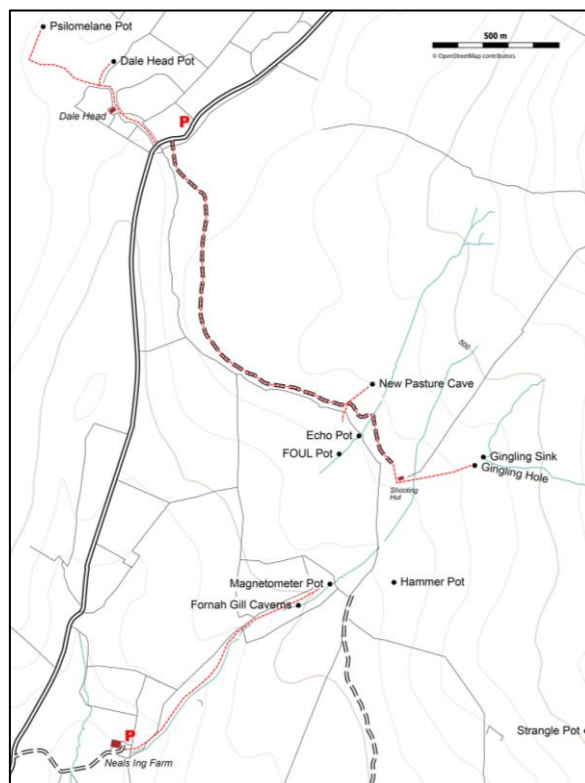 Psilomelane Pot
500 m
© OpenStreetMap contributors
Dale Head Pot
Dale Head
P
500
New Pasture Cave
Echo Pot
FOUL Pot
Gingling Sink
Gingling Hole
Shooting
Hut
Magnetometer Pot
Hammer Pot
Fornah Gill Caverns
Strangle Pot
P
Neals Ing Farm